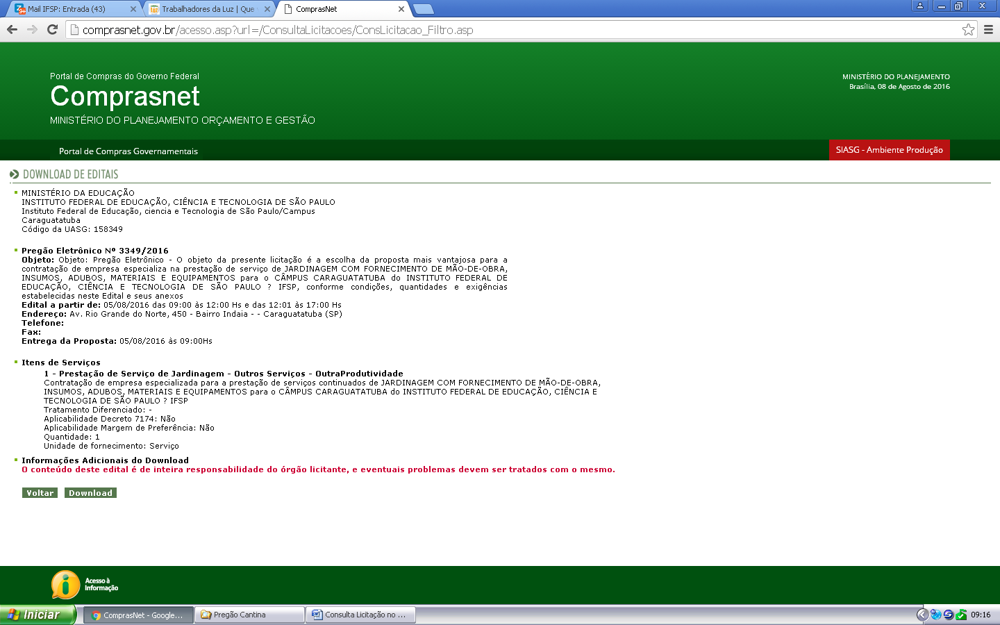 Mail IFSP: Entrada (43)
Trabalhadores da Luz | Que
ComprasNet
comprasnet.gov.br/acesso.asp?url=/ConsultaLicitacoes/ConsLicitacao_Filtro.asp
Portal de Compras do Governo Federal
Comprasnet
MINISTÉRIO DO PLANEJAMENTO ORÇAMENTO E GESTÃO
MINISTÉRIO DO PLANEJAMENTO
Brasília, 08 de Agosto de 2016
Portal de Compras Governamentais
SIASG - Ambiente Produção
DOWNLOAD DE EDITAIS
MINISTÉRIO DA EDUCAÇÃO
INSTITUTO FEDERAL DE EDUCAÇÃO, CIÊNCIA E TECNOLOGIA DE SÃO PAULO
Instituto Federal de Educação, ciencia e Tecnologia de São Paulo/Campus
Caraguatatuba
Código da UASG: 158349
Pregão Eletrônico Nº 3349/2016
Objeto: Objeto: Pregão Eletrônico - O objeto da presente licitação é a escolha da proposta mais vantajosa para a
contratação de empresa especializa na prestação de serviço de JARDINAGEM COM FORNECIMENTO DE MÃO-DE-OBRA,
INSUMOS, ADUBOS, MATERIAIS E EQUIPAMENTOS para o CÂMPUS CARAGUATATUBA do INSTITUTO FEDERAL DE
EDUCAÇÃO, CIÊNCIA E TECNOLOGIA DE SÃO PAULO ? IFSP, conforme condições, quantidades e exigências
estabelecidas neste Edital e seus anexos
Edital a partir de: 05/08/2016 das 09:00 às 12:00 Hs e das 12:01 às 17:00 Hs
Endereço: Av. Rio Grande do Norte, 450 - Bairro Indaia - - Caraguatatuba (SP)
Telefone:
Fax:
Entrega da Proposta: 05/08/2016 às 09:00Hs
Itens de Serviços
1 - Prestação de Serviço de Jardinagem - Outros Serviços - OutraProdutividade
Contratação de empresa especializada para a prestação de serviços continuados de JARDINAGEM COM FORNECIMENTO DE MÃO-DE-OBRA,
INSUMOS, ADUBOS, MATERIAIS E EQUIPAMENTOS para o CÂMPUS CARAGUATATUBA do INSTITUTO FEDERAL DE EDUCAÇÃO, CIÊNCIA E
TECNOLOGIA DE SÃO PAULO ? IFSP
Tratamento Diferenciado: -
Aplicabilidade Decreto 7174: Não
Aplicabilidade Margem de Preferência: Não
Quantidade: 1
Unidade de fornecimento: Serviço
Informações Adicionais do Download
O conteúdo deste edital é de inteira responsabilidade do órgão licitante, e eventuais problemas devem ser tratados com o mesmo.
Voltar Download
Acesso à
Informação
Iniciar
ComprasNet - Google...
Pregão Cantina
Consulta Licitação no ...
09:16